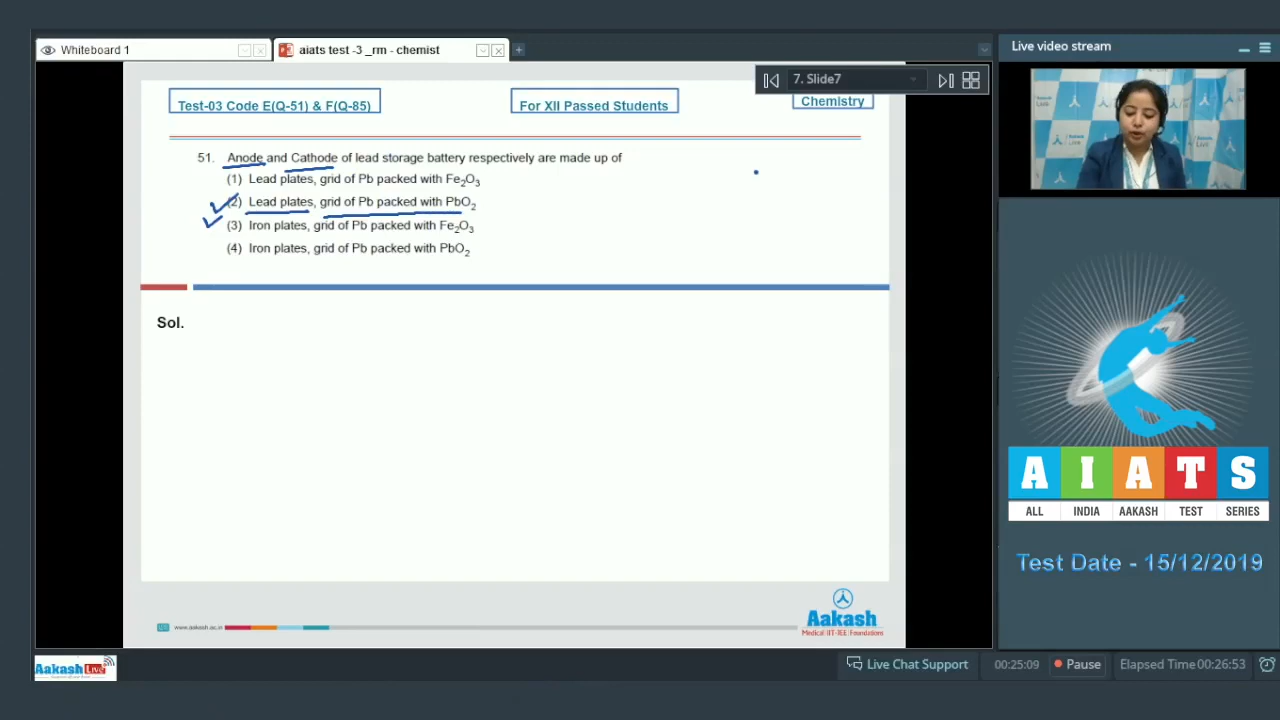 Whiteboard 1
aiats test -3 _rm - chemist
Live video stream
7. Slide7
Test-03 Code E(Q-51) & F(Q-85)
For XII Passed Students
Chemistry
51. Anode and Cathode of lead storage battery respectively are made up of
(1) Lead plates, grid of Pb packed with Fe₂O₃
(2) Lead plates, grid of Pb packed with PbO₂
(3) Iron plates, grid of Pb packed with Fe₂O₃
(4) Iron plates, grid of Pb packed with PbO₂
Sol.
A I A T S
ALL INDIA AAKASH TEST SERIES
Test Date - 15/12/2019
www.aakash.ac.in
Aakash
Medical|IIT-JEE|Foundations
Aakash Live
Live Chat Support
00:25:09
Pause
Elapsed Time 00:26:53